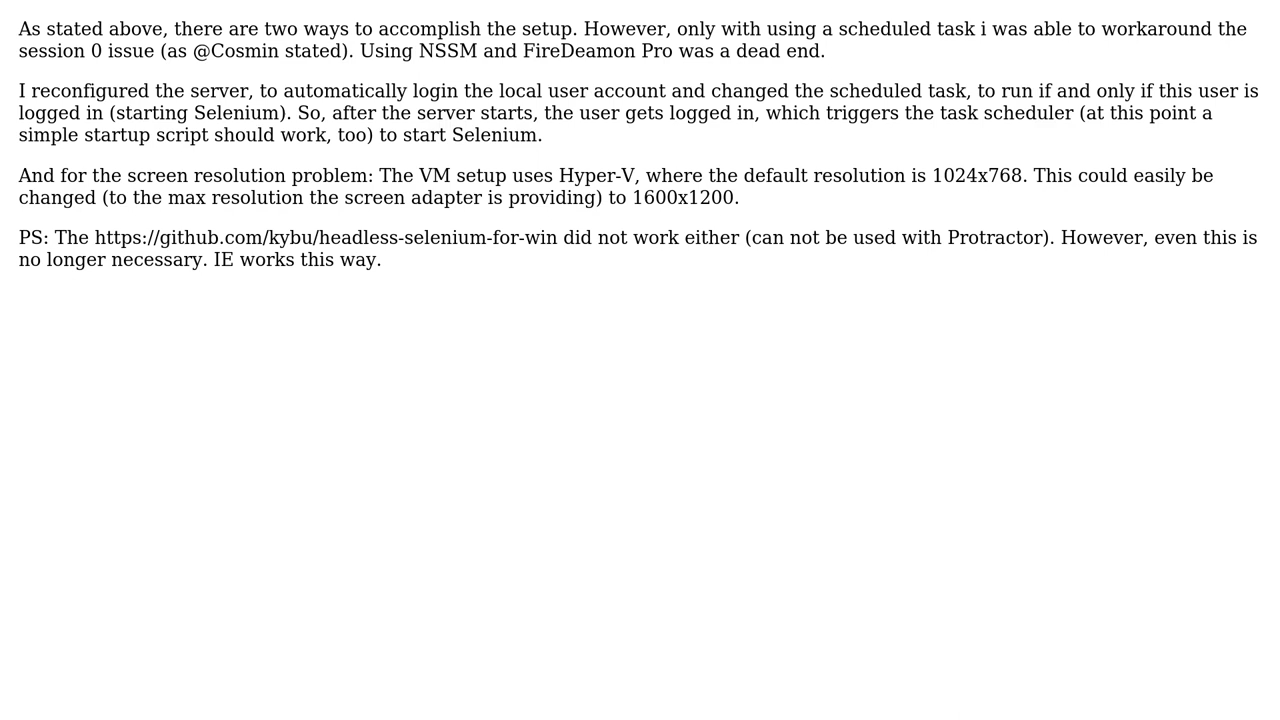 As stated above, there are two ways to accomplish the setup. However, only with using a scheduled task i was able to workaround the
session 0 issue (as @Cosmin stated). Using NSSM and FireDeamon Pro was a dead end.
I reconfigured the server, to automatically login the local user account and changed the scheduled task, to run if and only if this user is
logged in (starting Selenium). So, after the server starts, the user gets logged in, which triggers the task scheduler (at this point a
simple startup script should work, too) to start Selenium.
And for the screen resolution problem: The VM setup uses Hyper-V, where the default resolution is 1024x768. This could easily be
changed (to the max resolution the screen adapter is providing) to 1600x1200.
PS: The https://github.com/kybu/headless-selenium-for-win did not work either (can not be used with Protractor). However, even this is
no longer necessary. IE works this way.